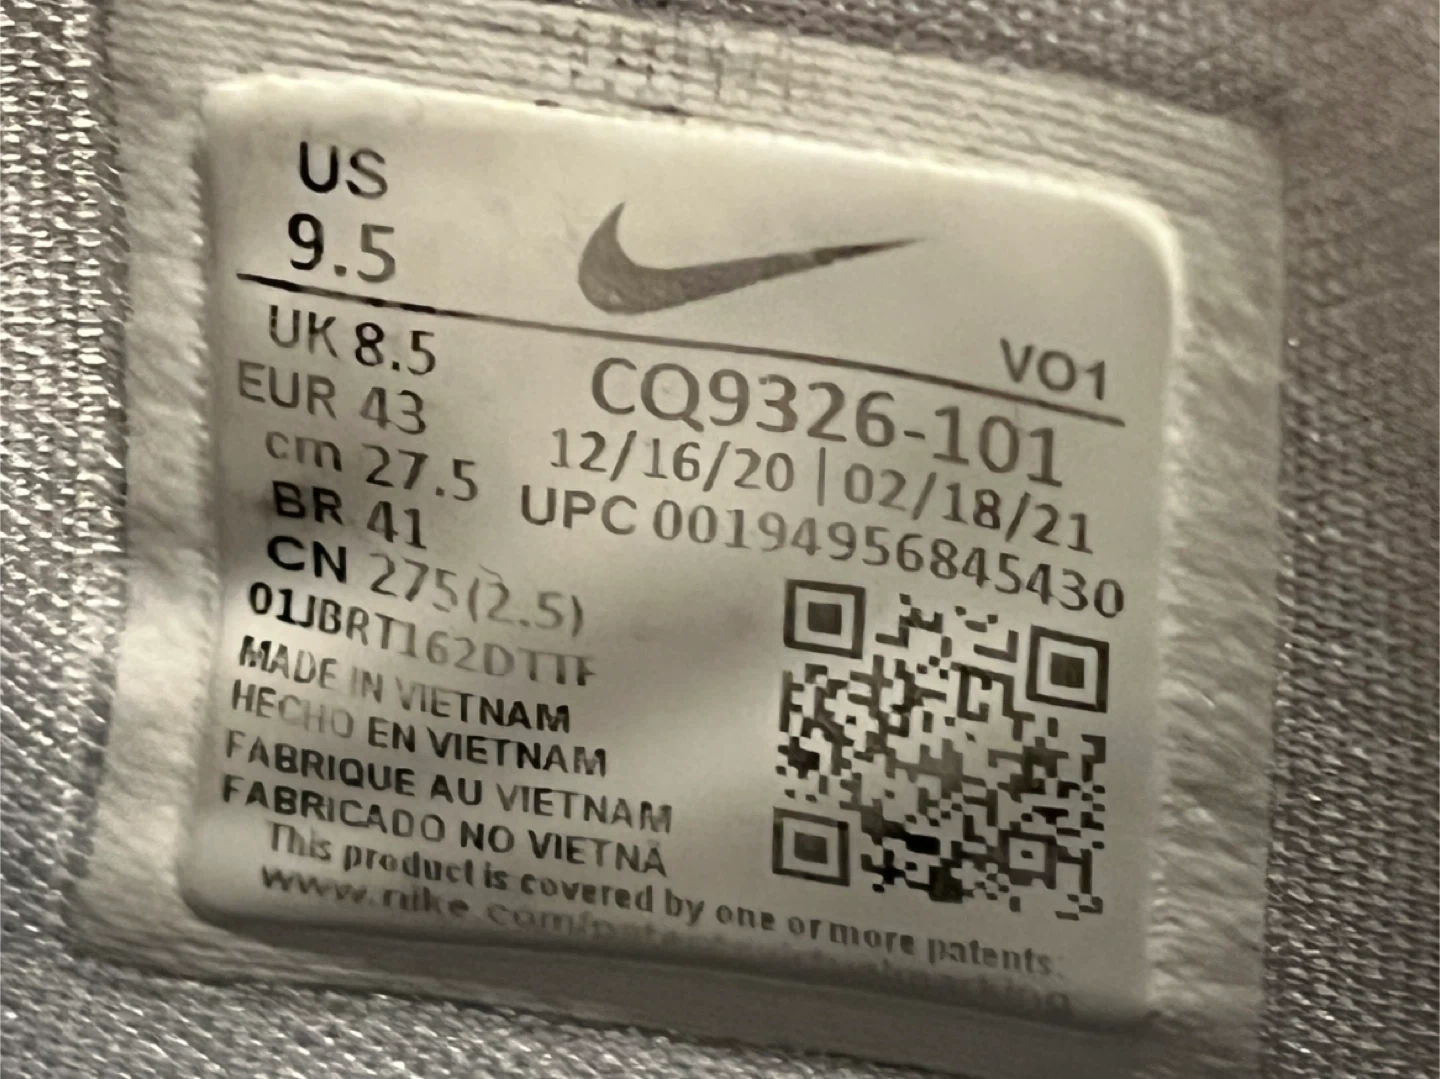 US
9.5
VO1
UK 8.5
EUR 43
cm 27.5
BR 41
CN 275(2.5)
CQ9326-101
12/16/20 | 02/18/21
UPC 00194956845430
01JBRT162DTTF
MADE IN VIETNAM
HECHO EN VIETNAM
FABRIQUE AU VIETNAM
FABRICADO NO VIETNÃ
This product is covered by one or more patents.